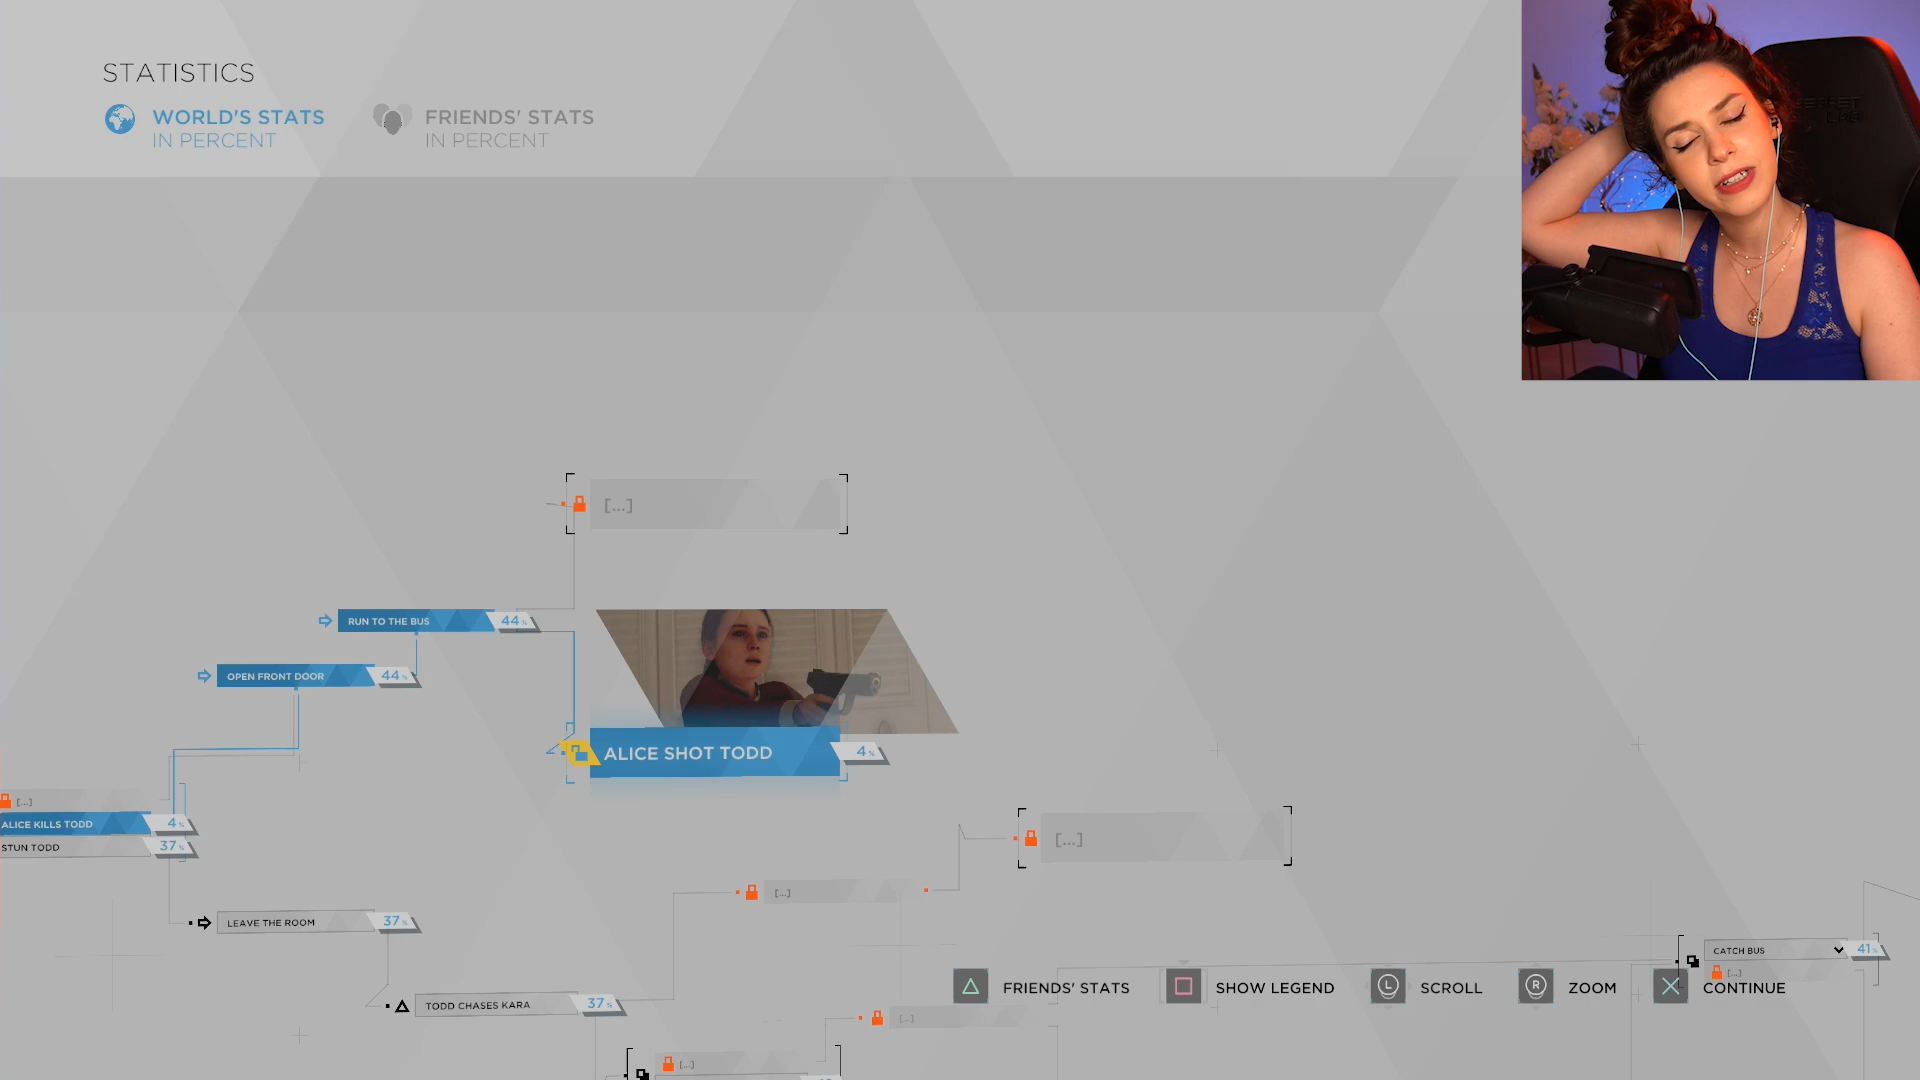 STATISTICS
WORLD'S STATS
IN PERCENT
FRIENDS' STATS
IN PERCENT
[...]
RUN TO THE BUS 44%
OPEN FRONT DOOR 44%
ALICE SHOT TODD 4%
[...]
ALICE KILLS TODD 4%
STUN TODD 37%
[...]
[...]
LEAVE THE ROOM 37%
CATCH BUS 41%
[...]
TODD CHASES KARA 37%
[...]
[...]
FRIENDS' STATS
SHOW LEGEND
L SCROLL
R ZOOM
CONTINUE